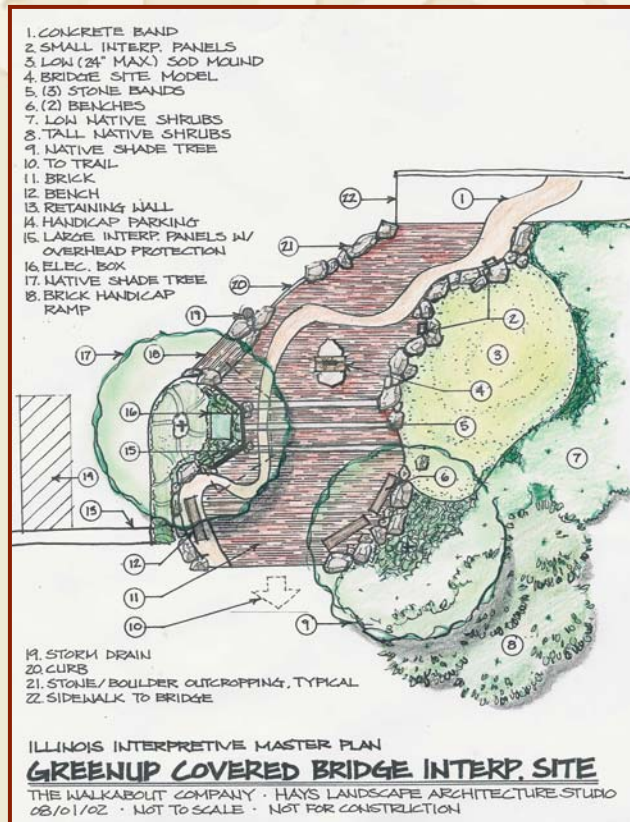 1. CONCRETE BAND
2. SMALL INTERP. PANELS
3. LOW (24" MAX.) SOD MOUND
4. BRIDGE SITE MODEL
5. (3) STONE BANDS
6. (2) BENCHES
7. LOW NATIVE SHRUBS
8. TALL NATIVE SHRUBS
9. NATIVE SHADE TREE
10. TO TRAIL
11. BRICK
12. BENCH
13. RETAINING WALL
14. HANDICAP PARKING
15. LARGE INTERP. PANELS W/
OVERHEAD PROTECTION
16. ELEC. BOX
17. NATIVE SHADE TREE
18. BRICK HANDICAP
RAMP
22
1
21
20
19
2
17
18
3
16
4
15
5
14
7
6
13
12
11
10
9
8
19. STORM DRAIN
20. CURB
21. STONE/BOULDER OUTCROPPING, TYPICAL
22. SIDEWALK TO BRIDGE
ILLINOIS INTERPRETIVE MASTER PLAN
GREENUP COVERED BRIDGE INTERP. SITE
THE WALKABOUT COMPANY · HAYS LANDSCAPE ARCHITECTURE STUDIO
08/01/02 · NOT TO SCALE · NOT FOR CONSTRUCTION